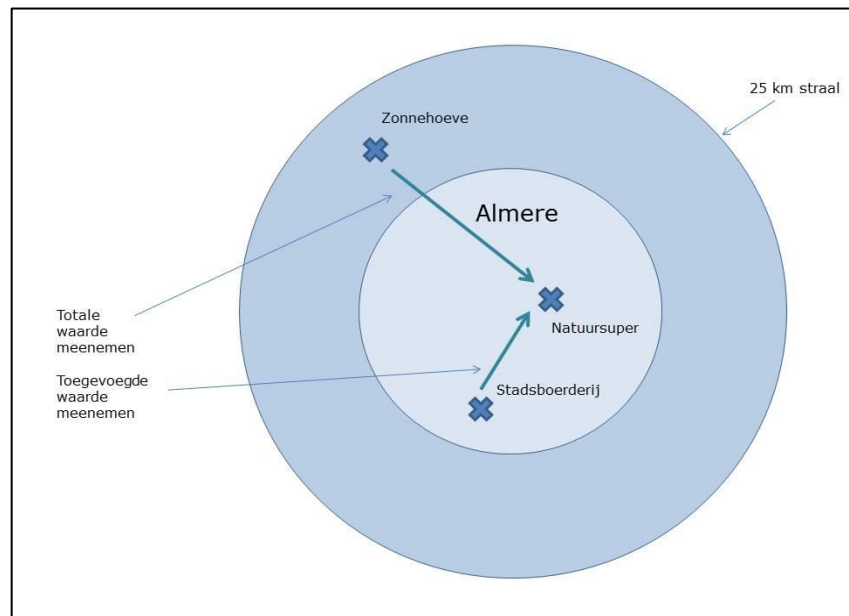 25 km straal
Zonnehoeve
Almere
Totale
waarde
meenemen
Natuursuper
Toegevoegde
waarde
meenemen
Stadsboerderij